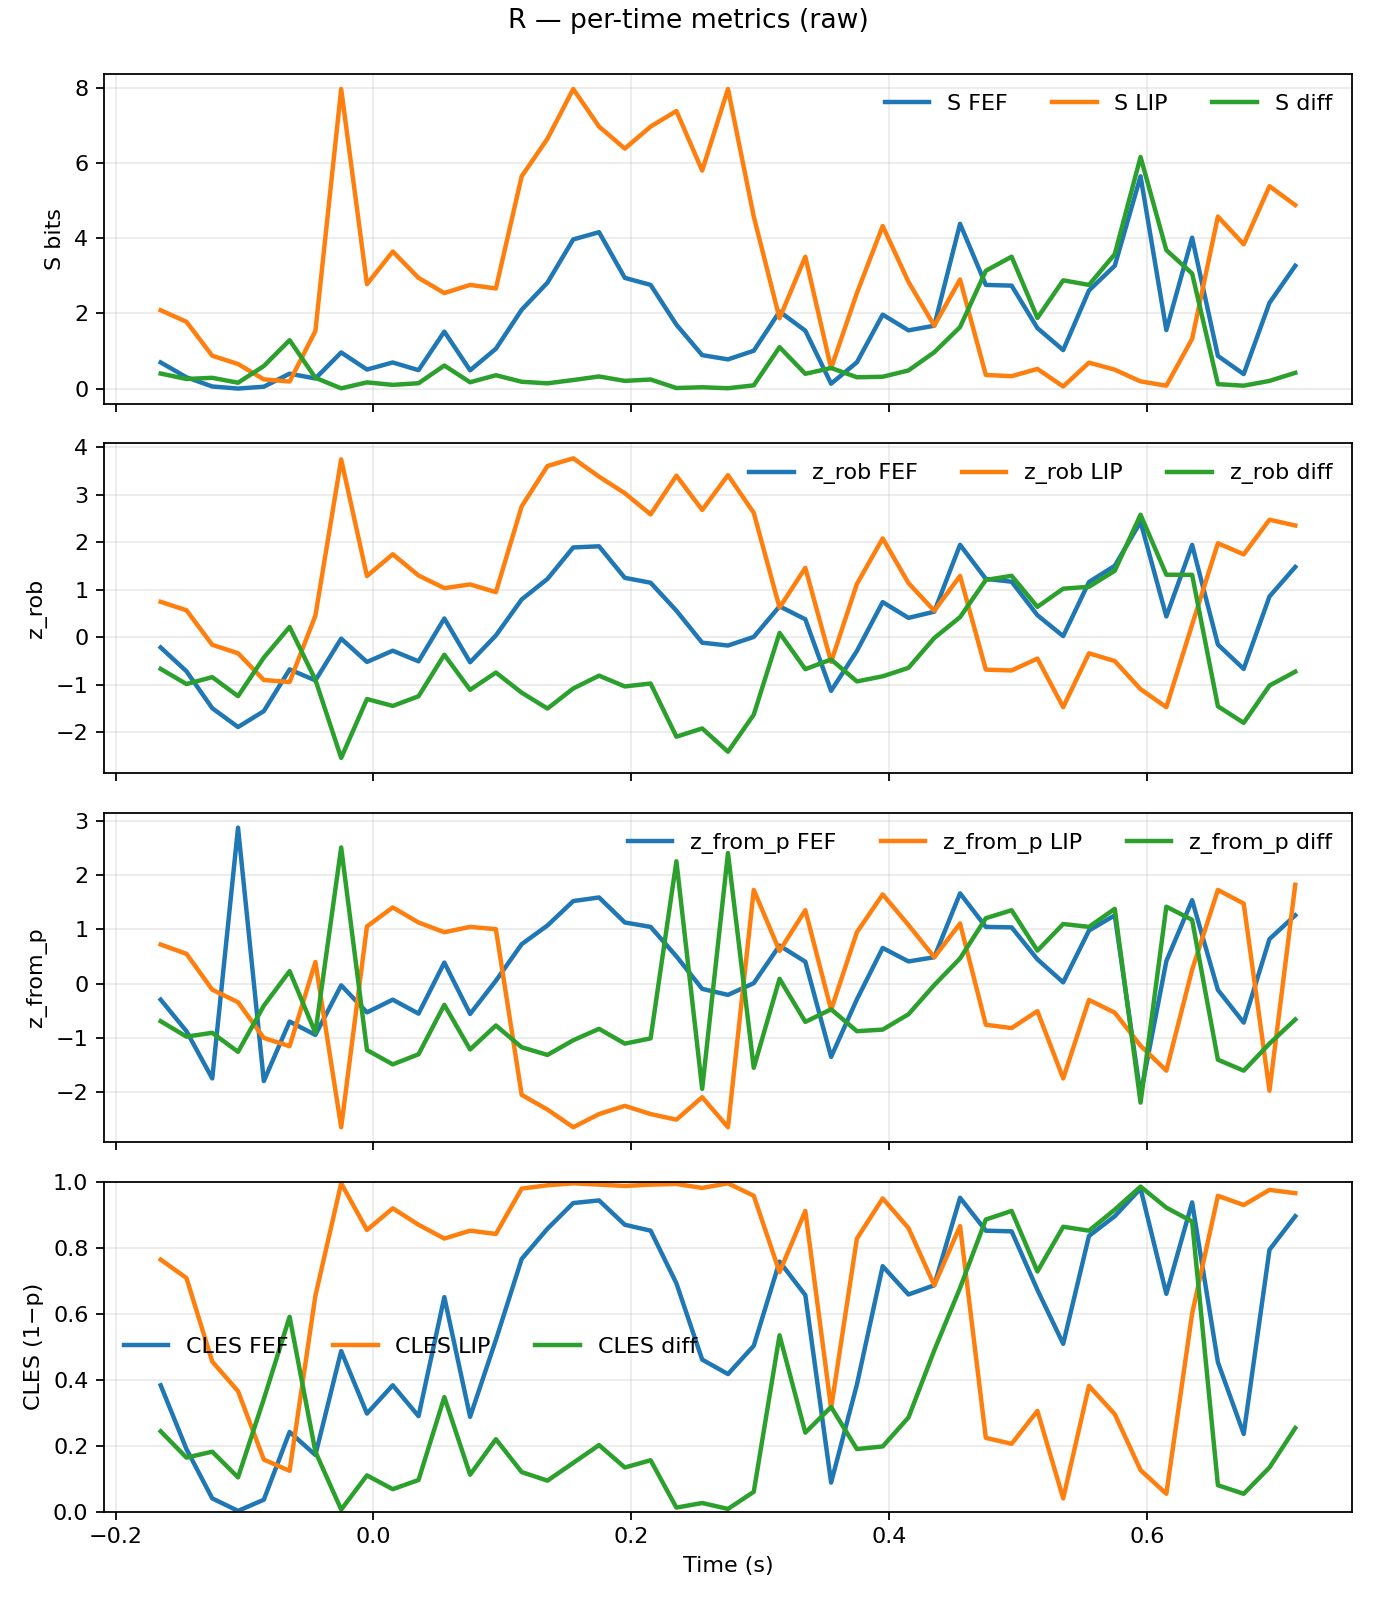 R — per-time metrics (raw)
S FEF S LIP S diff
8
6
4
2
0
S bits
z_rob FEF z_rob LIP z_rob diff
4
3
2
1
0
−1
−2
z_rob
z_from_p FEF z_from_p LIP z_from_p diff
3
2
1
0
−1
−2
z_from_p
1.0
0.8
0.6
0.4
0.2
0.0
CLES (1−p)
CLES FEF CLES LIP CLES diff
−0.2 0.0 0.2 0.4 0.6
Time (s)